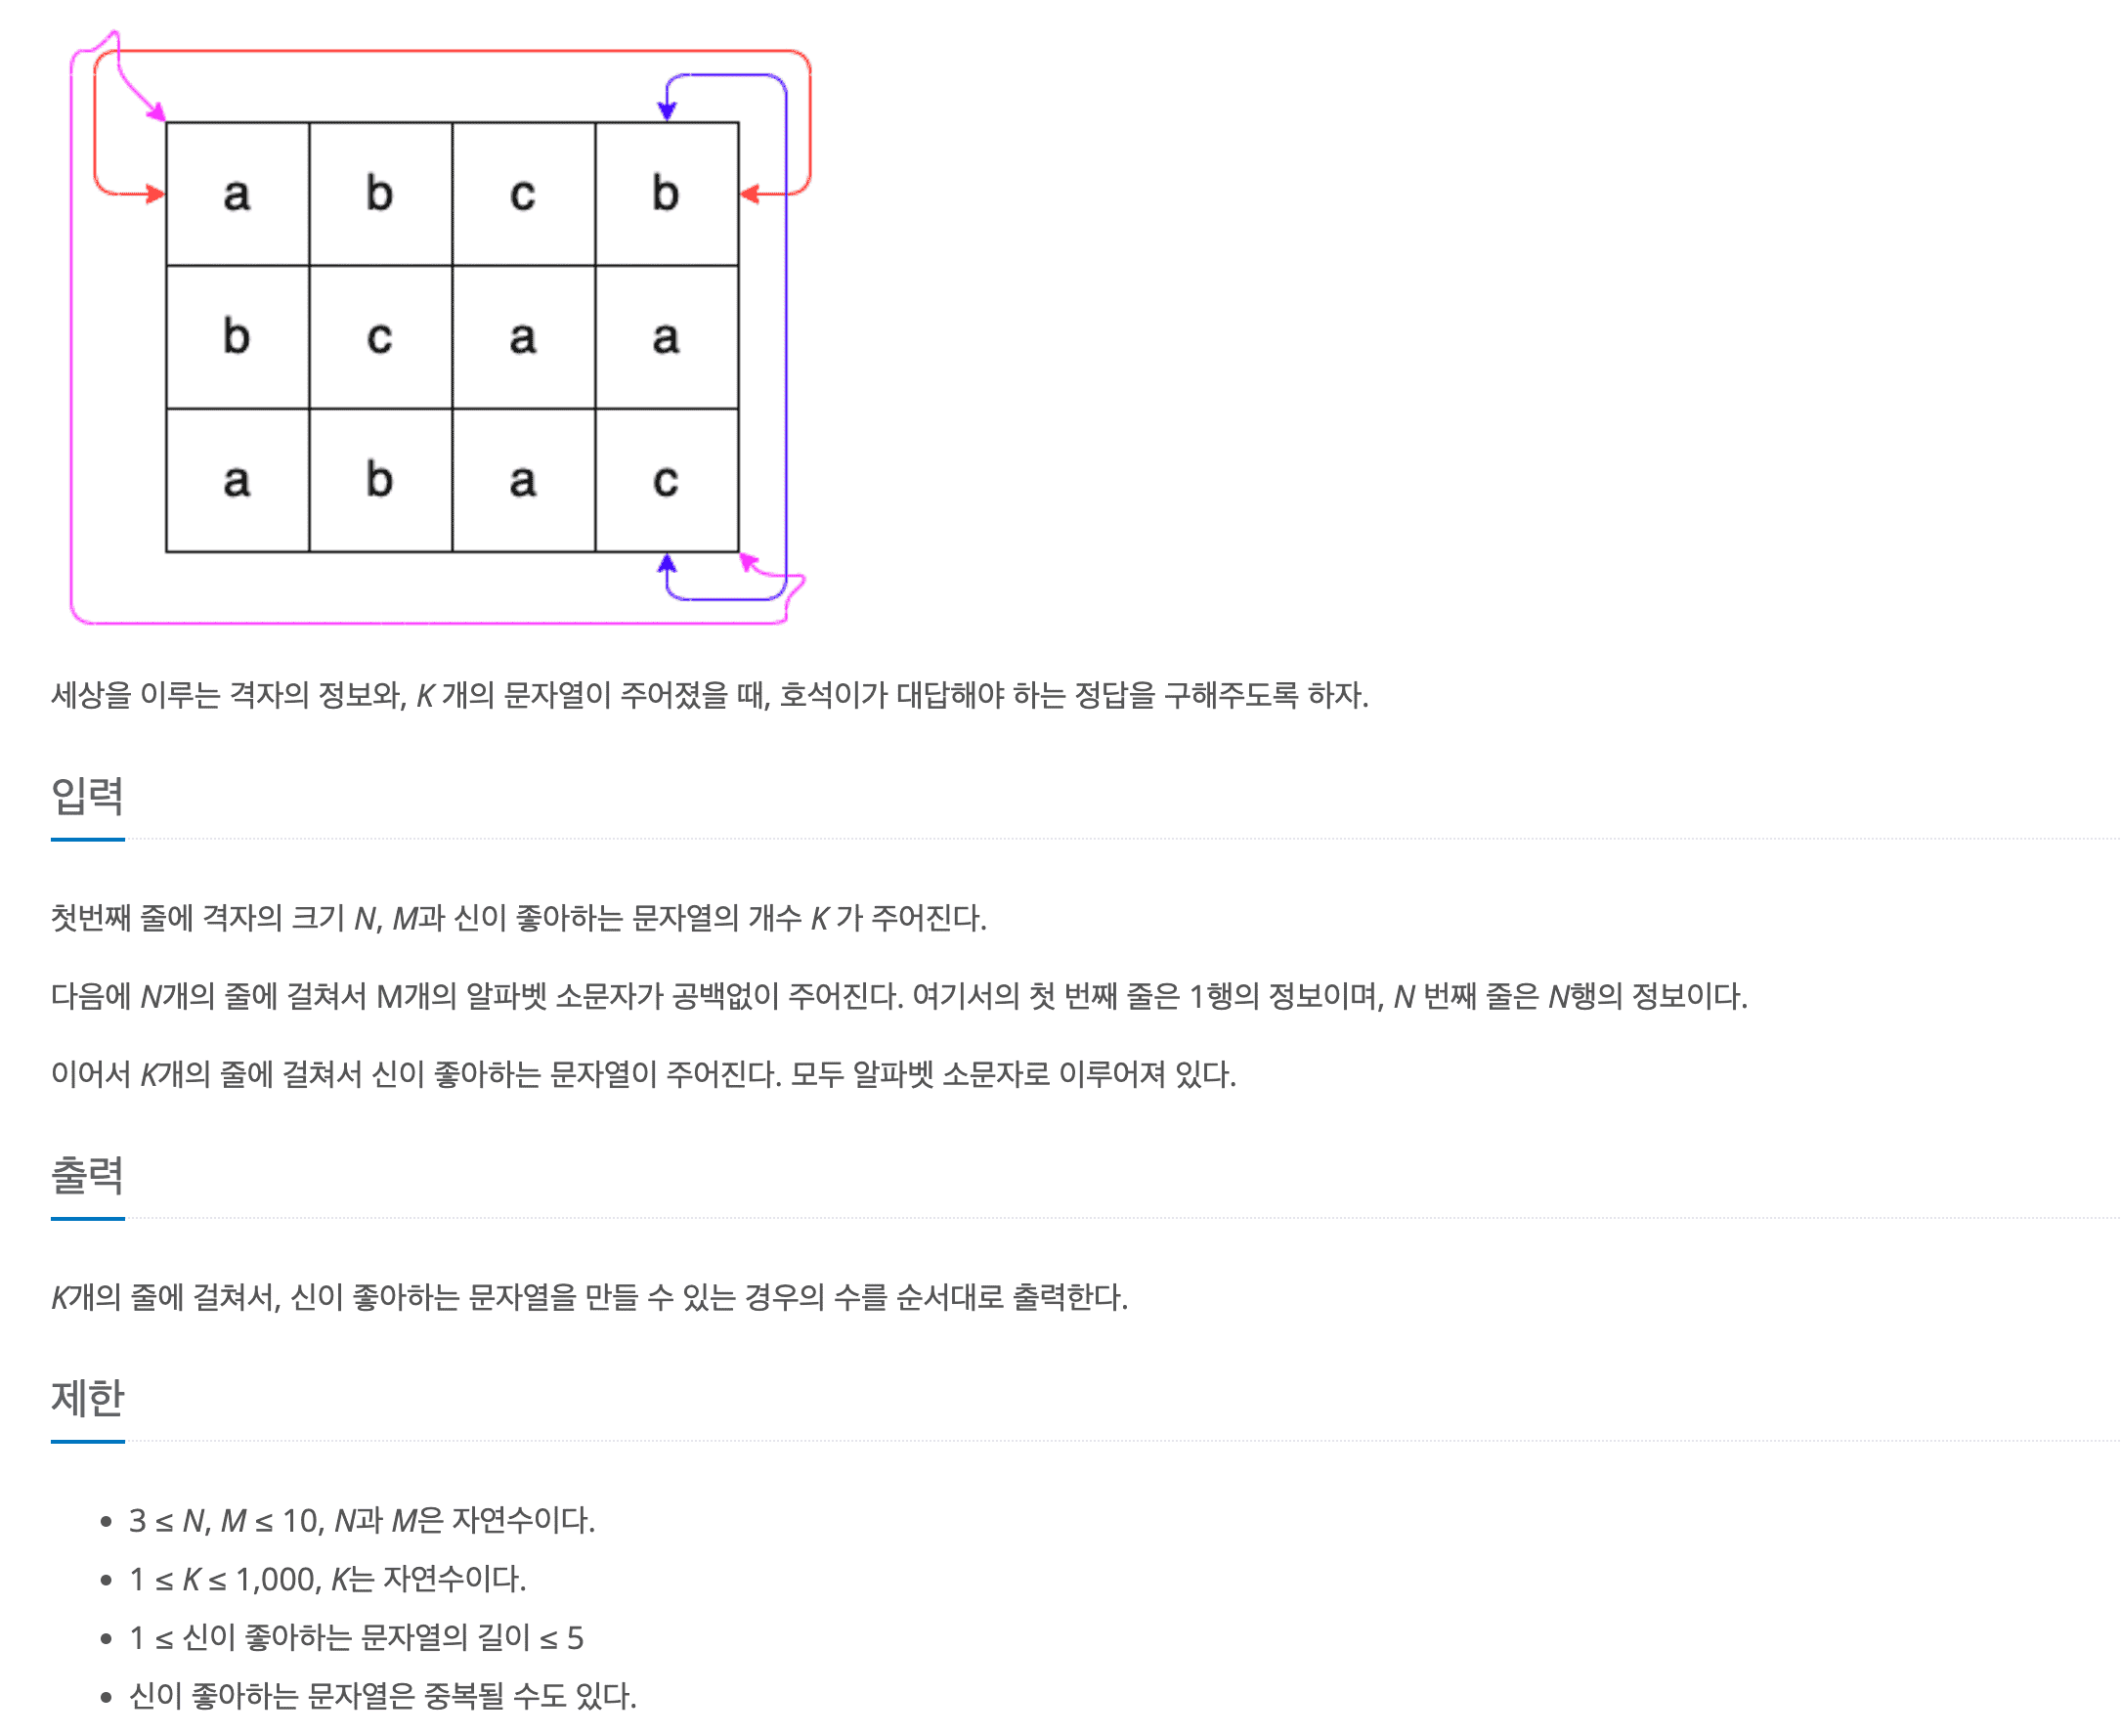 a b c b
b c a a
a b a c
세상을 이루는 격자의 정보와, K 개의 문자열이 주어졌을 때, 호석이가 대답해야 하는 정답을 구해주도록 하자.
입력
첫번째 줄에 격자의 크기 N, M과 신이 좋아하는 문자열의 개수 K 가 주어진다.
다음에 N개의 줄에 걸쳐서 M개의 알파벳 소문자가 공백없이 주어진다. 여기서의 첫 번째 줄은 1행의 정보이며, N 번째 줄은 N행의 정보이다.
이어서 K개의 줄에 걸쳐서 신이 좋아하는 문자열이 주어진다. 모두 알파벳 소문자로 이루어져 있다.
출력
K개의 줄에 걸쳐서, 신이 좋아하는 문자열을 만들 수 있는 경우의 수를 순서대로 출력한다.
제한
• 3 ≤ N, M ≤ 10, N과 M은 자연수이다.
• 1 ≤ K ≤ 1,000, K는 자연수이다.
• 1 ≤ 신이 좋아하는 문자열의 길이 ≤ 5
• 신이 좋아하는 문자열은 중복될 수도 있다.